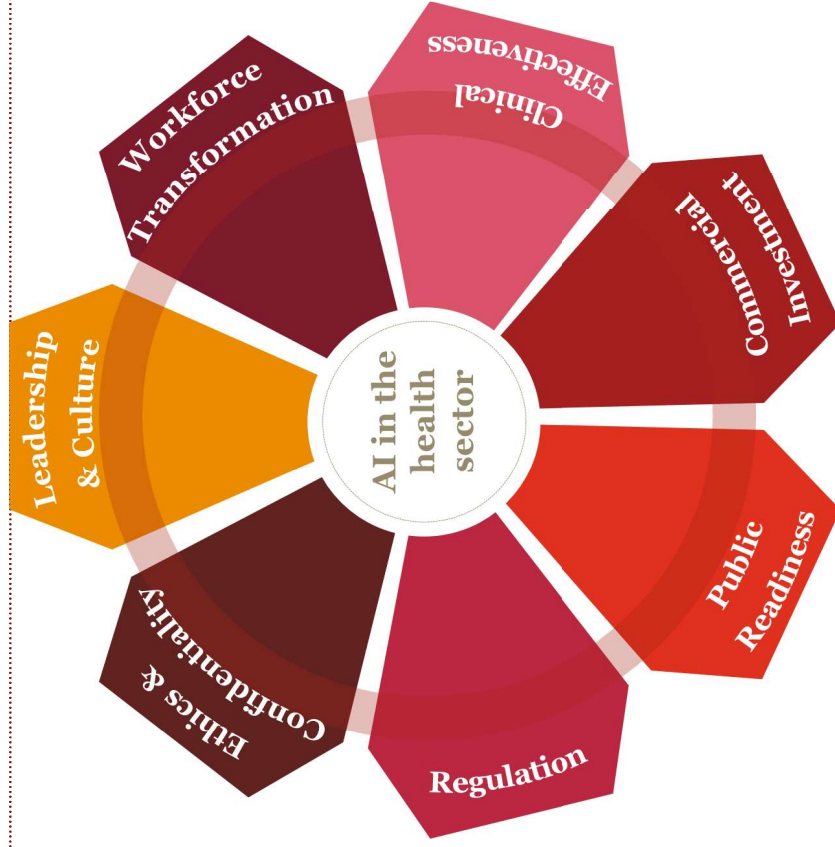 AI in the
health
sector
Leadership
& Culture
Workforce
Transformation
Clinical
Effectiveness
Commercial
Investment
Public
Readiness
Regulation
Ethics &
Confidentiality